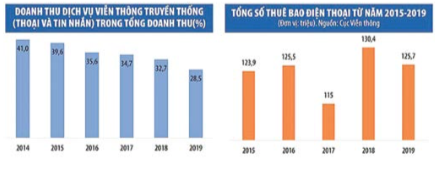 DOANH THU DỊCH VỤ VIỄN THÔNG TRUYỀN THỐNG
(THOẠI VÀ TIN NHẮN) TRONG TỔNG DOANH THU(%)
41,0
39,6
35,6
34,7
32,7
28,5
2014 2015 2016 2017 2018 2019
TỔNG SỐ THUÊ BAO ĐIỆN THOẠI TỪ NĂM 2015-2019
(Đơn vị: triệu). Nguồn: Cục Viễn thông
123,9
125,5
115
130,4
125,7
2015 2016 2017 2018 2019